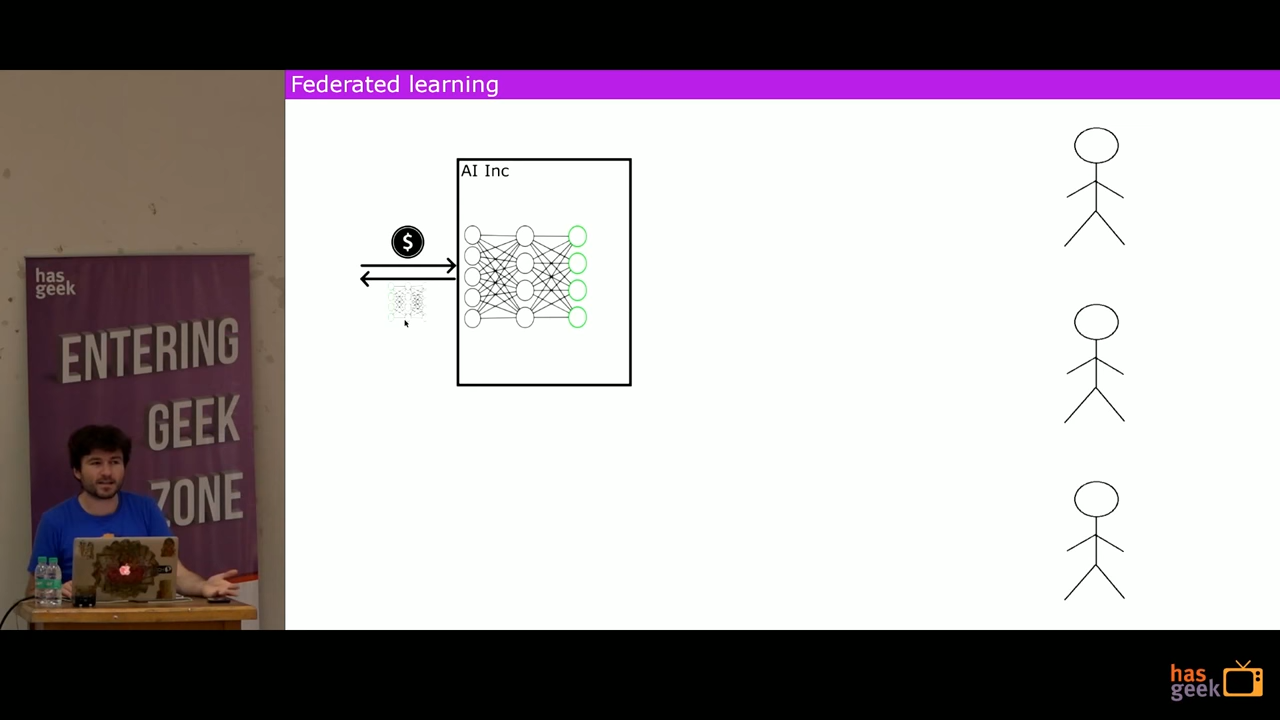 Federated learning
AI Inc
$
has
geek
ENTERING
GEEK
ZONE
has
geek